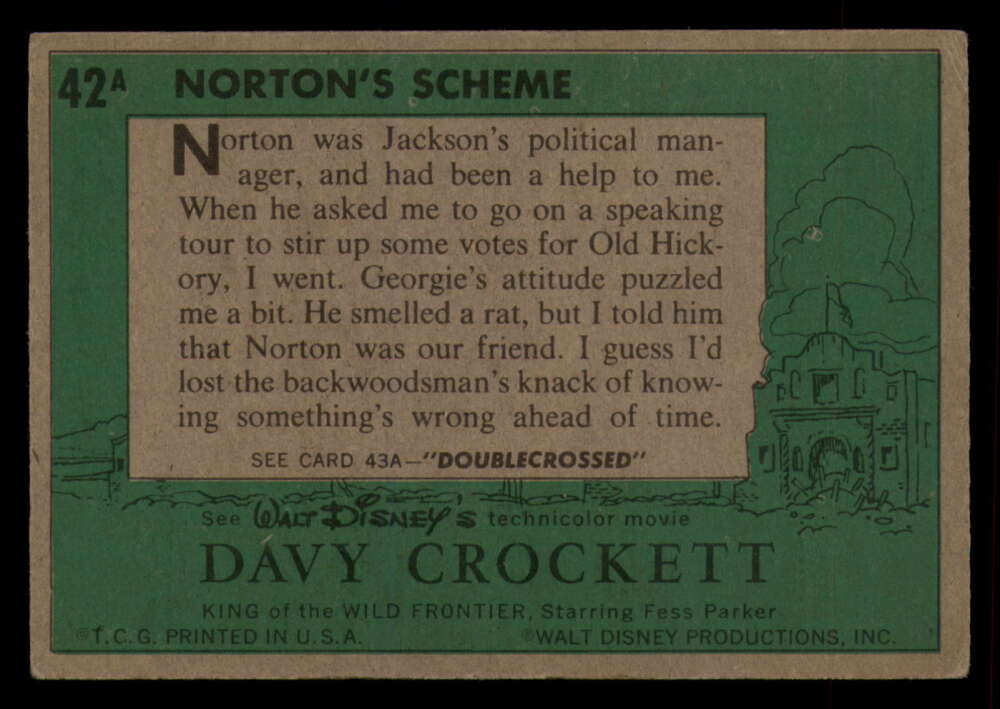 42A NORTON'S SCHEME
Norton was Jackson's political man-
ager, and had been a help to me.
When he asked me to go on a speaking
tour to stir up some votes for Old Hick-
ory, I went. Georgie's attitude puzzled
me a bit. He smelled a rat, but I told him
that Norton was our friend. I guess I'd
lost the backwoodsman's knack of know-
ing something's wrong ahead of time.
SEE CARD 43A—"DOUBLECROSSED"
See WALT DISNEY'S technicolor movie
DAVY CROCKETT
KING of the WILD FRONTIER, Starring Fess Parker
©T.C.G. PRINTED IN U.S.A. ©WALT DISNEY PRODUCTIONS, INC.